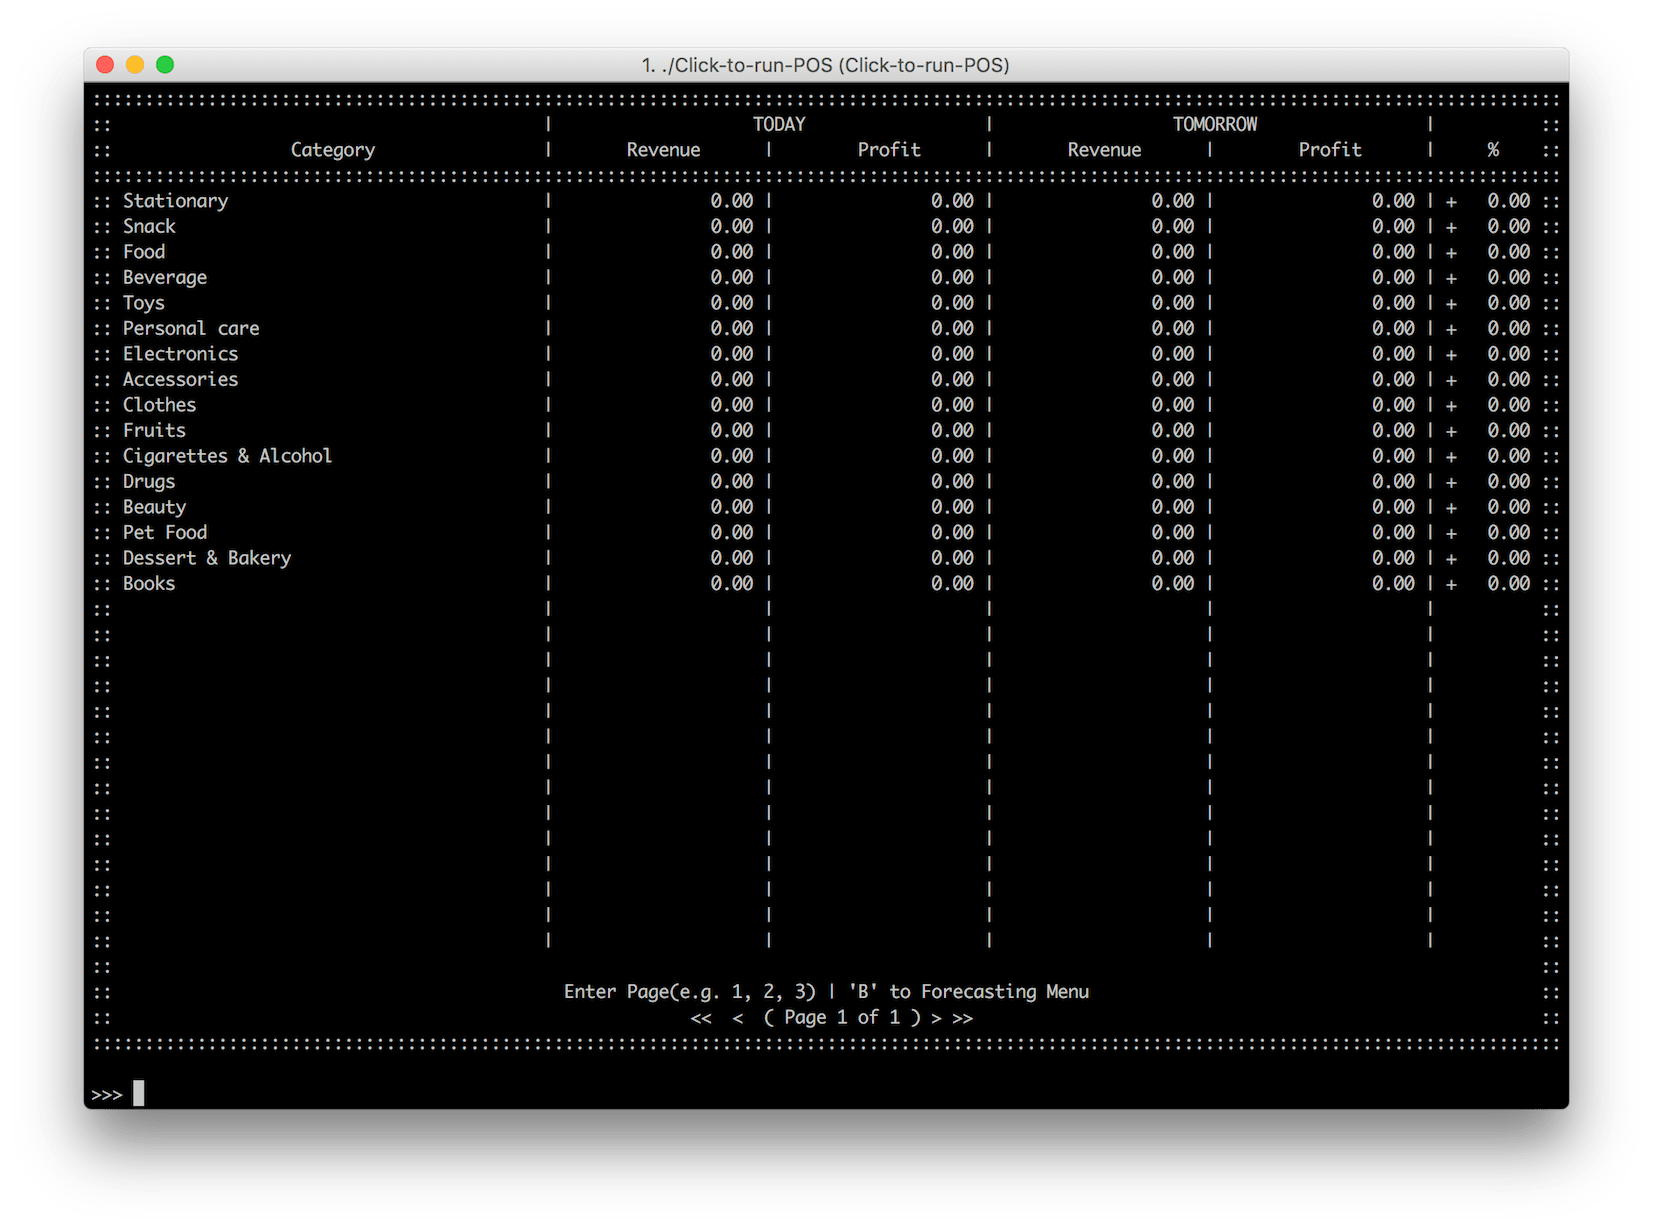 1. ./Click-to-run-POS (Click-to-run-POS)
::::::::::::::::::::::::::::::::::::::::::::::::::::::::::::::::::::::::::::::::::::::::::::::::::::::::::::::::::::::::::::::::::::::::::::
:: | TODAY | TOMORROW | ::
:: Category | Revenue | Profit | Revenue | Profit | % ::
::::::::::::::::::::::::::::::::::::::::::::::::::::::::::::::::::::::::::::::::::::::::::::::::::::::::::::::::::::::::::::::::::::::::::::
:: Stationary | 0.00 | 0.00 | 0.00 | 0.00 | + 0.00 ::
:: Snack | 0.00 | 0.00 | 0.00 | 0.00 | + 0.00 ::
:: Food | 0.00 | 0.00 | 0.00 | 0.00 | + 0.00 ::
:: Beverage | 0.00 | 0.00 | 0.00 | 0.00 | + 0.00 ::
:: Toys | 0.00 | 0.00 | 0.00 | 0.00 | + 0.00 ::
:: Personal care | 0.00 | 0.00 | 0.00 | 0.00 | + 0.00 ::
:: Electronics | 0.00 | 0.00 | 0.00 | 0.00 | + 0.00 ::
:: Accessories | 0.00 | 0.00 | 0.00 | 0.00 | + 0.00 ::
:: Clothes | 0.00 | 0.00 | 0.00 | 0.00 | + 0.00 ::
:: Fruits | 0.00 | 0.00 | 0.00 | 0.00 | + 0.00 ::
:: Cigarettes & Alcohol | 0.00 | 0.00 | 0.00 | 0.00 | + 0.00 ::
:: Drugs | 0.00 | 0.00 | 0.00 | 0.00 | + 0.00 ::
:: Beauty | 0.00 | 0.00 | 0.00 | 0.00 | + 0.00 ::
:: Pet Food | 0.00 | 0.00 | 0.00 | 0.00 | + 0.00 ::
:: Dessert & Bakery | 0.00 | 0.00 | 0.00 | 0.00 | + 0.00 ::
:: Books | 0.00 | 0.00 | 0.00 | 0.00 | + 0.00 ::
:: Enter Page(e.g. 1, 2, 3) | 'B' to Forecasting Menu ::
:: << < ( Page 1 of 1 ) > >> ::
::::::::::::::::::::::::::::::::::::::::::::::::::::::::::::::::::::::::::::::::::::::::::::::::::::::::::::::::::::::::::::::::::::::::::::
>>>